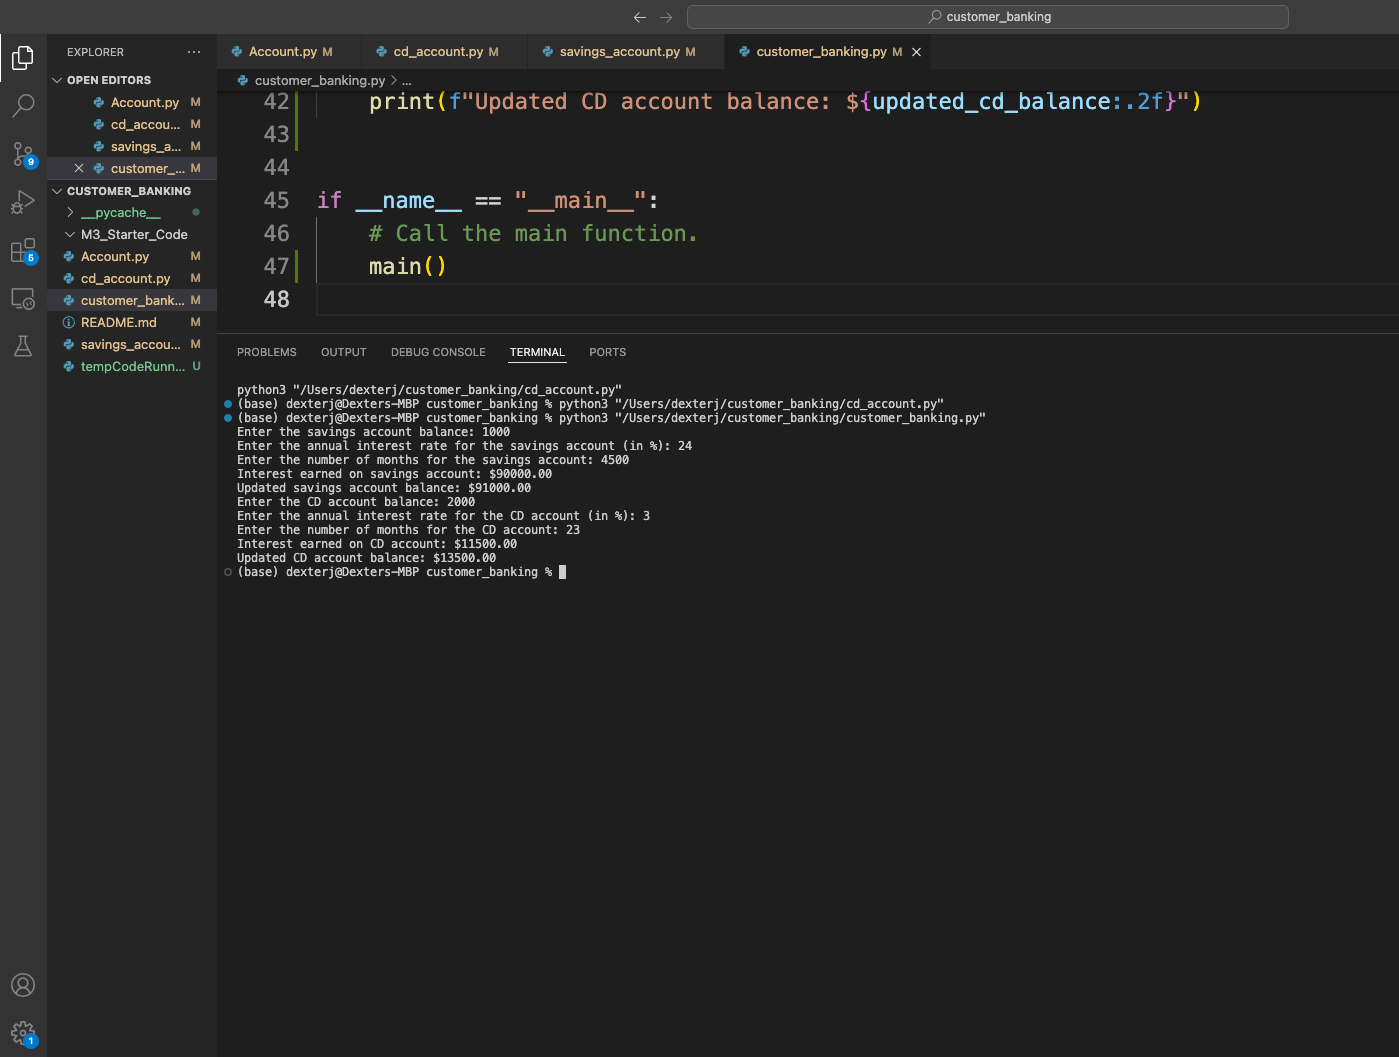 customer_banking
EXPLORER
OPEN EDITORS
Account.py M
cd_accou... M
savings_a... M
customer_... M
CUSTOMER_BANKING
__pycache__
M3_Starter_Code
Account.py M
cd_account.py M
customer_bank... M
README.md M
savings_accou... M
tempCodeRunn... U
9
5
1
Account.py M
cd_account.py M
savings_account.py M
customer_banking.py M
customer_banking.py > ...
42 print(f"Updated CD account balance: ${updated_cd_balance:.2f}")
43
44
45 if __name__ == "__main__":
46 # Call the main function.
47 main()
48
PROBLEMS OUTPUT DEBUG CONSOLE TERMINAL PORTS
python3 "/Users/dexterj/customer_banking/cd_account.py"
(base) dexterj@Dexters-MBP customer_banking % python3 "/Users/dexterj/customer_banking/cd_account.py"
(base) dexterj@Dexters-MBP customer_banking % python3 "/Users/dexterj/customer_banking/customer_banking.py"
Enter the savings account balance: 1000
Enter the annual interest rate for the savings account (in %): 24
Enter the number of months for the savings account: 4500
Interest earned on savings account: $90000.00
Updated savings account balance: $91000.00
Enter the CD account balance: 2000
Enter the annual interest rate for the CD account (in %): 3
Enter the number of months for the CD account: 23
Interest earned on CD account: $11500.00
Updated CD account balance: $13500.00
(base) dexterj@Dexters-MBP customer_banking %